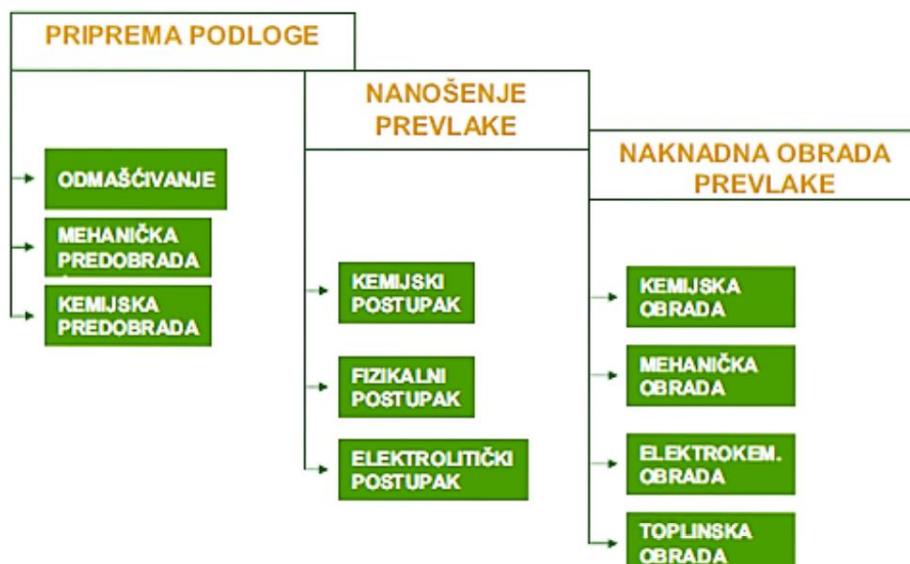 PRIPREMA PODLOGE
ODMAŠĆIVANJE
MEHANIČKA
PREDOBRADA
KEMIJSKA
PREDOBRADA
NANOŠENJE
PREVLAKE
KEMIJSKI
POSTUPAK
FIZIKALNI
POSTUPAK
ELEKTROLITIČKI
POSTUPAK
NAKNADNA OBRADA
PREVLAKE
KEMIJSKA
OBRADA
MEHANIČKA
OBRADA
ELEKTROKEM.
OBRADA
TOPLINSKA
OBRADA